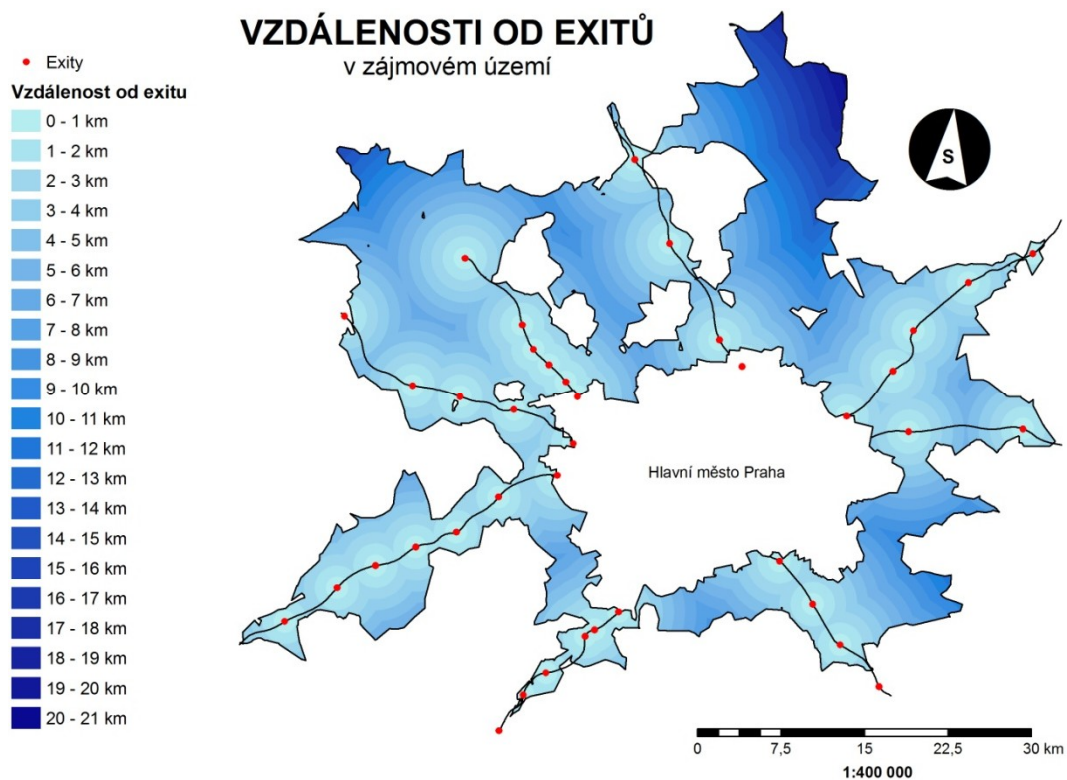 VZDÁLENOSTI OD EXITŮ
v zájmovém území
Exity
Vzdálenost od exitu
0 - 1 km
1 - 2 km
2 - 3 km
3 - 4 km
4 - 5 km
5 - 6 km
6 - 7 km
7 - 8 km
8 - 9 km
9 - 10 km
10 - 11 km
11 - 12 km
12 - 13 km
13 - 14 km
14 - 15 km
15 - 16 km
16 - 17 km
17 - 18 km
18 - 19 km
19 - 20 km
20 - 21 km
S
Hlavní město Praha
0 7,5 15 22,5 30 km
1:400 000